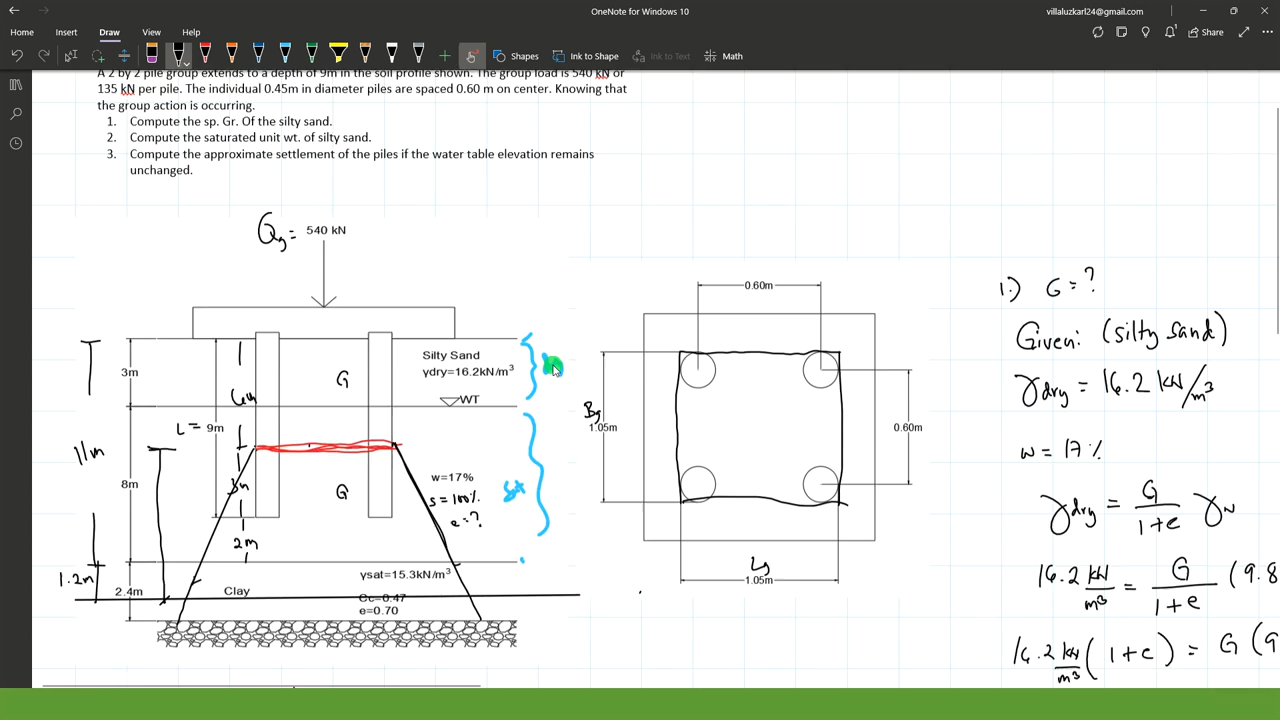 OneNote for Windows 10
villaluzkarl24@gmail.com
Home Insert Draw View Help
Shapes Ink to Shape Ink to Text Math Share
A 2 by 2 pile group extends to a depth of 9m in the soil profile shown. The group load is 540 kN or
135 kN per pile. The individual 0.45m in diameter piles are spaced 0.60 m on center. Knowing that
the group action is occurring.
1. Compute the sp. Gr. Of the silty sand.
2. Compute the saturated unit wt. of silty sand.
3. Compute the approximate settlement of the piles if the water table elevation remains
unchanged.
Qg = 540 kN
3m
6m
L = 9m
11m
8m
3m
2m
1.2m
2.4m
G
G
Silty Sand
γdry=16.2kN/m³
WT
w=17%
s = 100%
e = ?
Sat
γsat=15.3kN/m³
Clay
Cc=0.47
e=0.70
0.60m
Bg
1.05m
0.60m
Lg
1.05m
1.) G = ?
Given: (silty sand)
γdry = 16.2 kN/m³
w = 17 %
γdry = G/1+e γw
16.2 kN/m³ = G/1+e (9.8
16.2 kN/m³ (1+e) = G (9